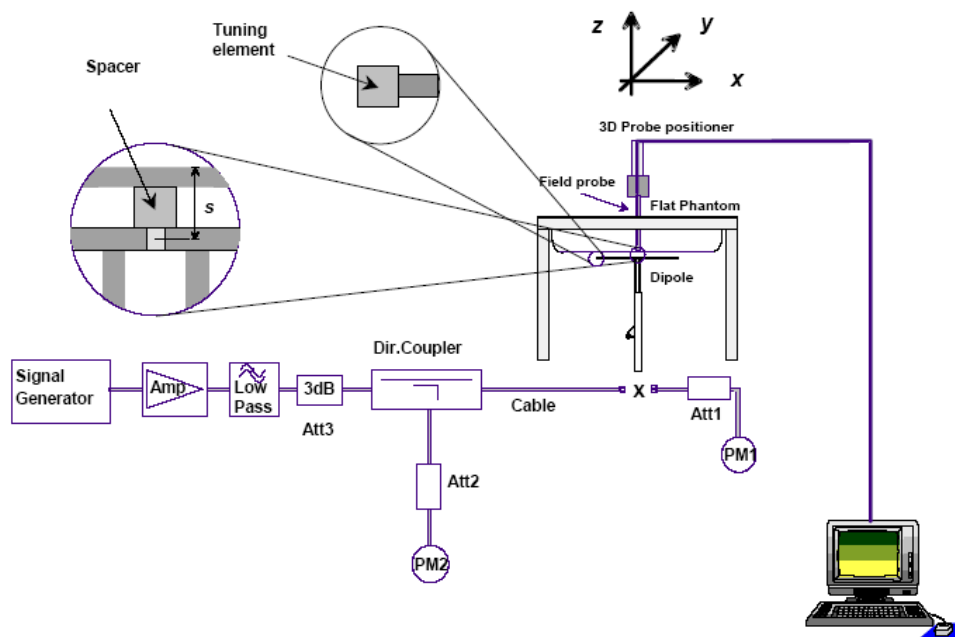 Tuning
element
Spacer
s
z
y
x
3D Probe positioner
Field probe
Flat Phantom
Dipole
Dir.Coupler
Signal
Generator
Amp
Low
Pass
3dB
Att3
Cable
x
Att1
PM1
Att2
PM2